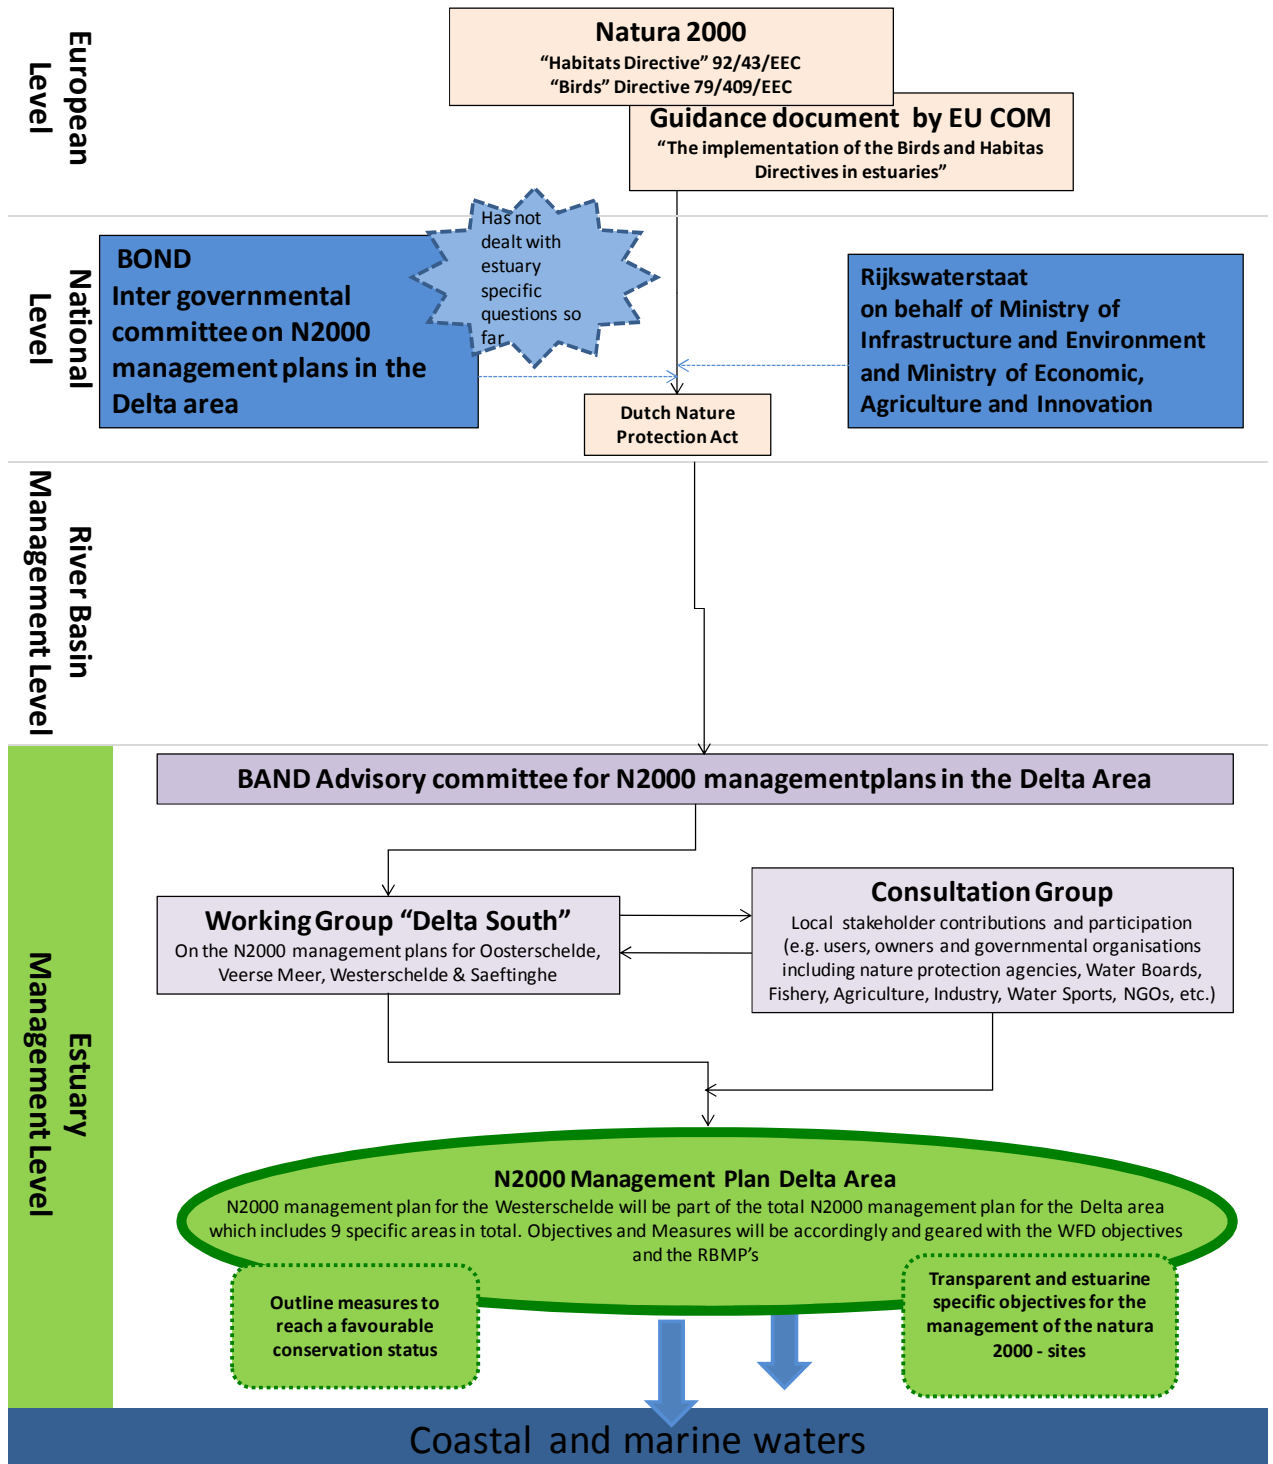 European
Level
Natura 2000
“Habitats Directive” 92/43/EEC
“Birds” Directive 79/409/EEC
Guidance document by EU COM
“The implementation of the Birds and Habitas
Directives in estuaries”
National
Level
BOND
Inter governmental
committee on N2000
management plans in the
Delta area
Has not
dealt with
estuary
specific
questions so
far
Rijkswaterstaat
on behalf of Ministry of
Infrastructure and Environment
and Ministry of Economic,
Agriculture and Innovation
Dutch Nature
Protection Act
River Basin
Management Level
Estuary
Management Level
BAND Advisory committee for N2000 managementplans in the Delta Area
Working Group “Delta South”
On the N2000 management plans for Oosterschelde,
Veerse Meer, Westerschelde & Saeftinghe
Consultation Group
Local stakeholder contributions and participation
(e.g. users, owners and governmental organisations
including nature protection agencies, Water Boards,
Fishery, Agriculture, Industry, Water Sports, NGOs, etc.)
N2000 Management Plan Delta Area
N2000 management plan for the Westerschelde will be part of the total N2000 management plan for the Delta area
which includes 9 specific areas in total. Objectives and Measures will be accordingly and geared with the WFD objectives
and the RBMP’s
Outline measures to
reach a favourable
conservation status
Transparent and estuarine
specific objectives for the
management of the natura
2000 - sites
Coastal and marine waters